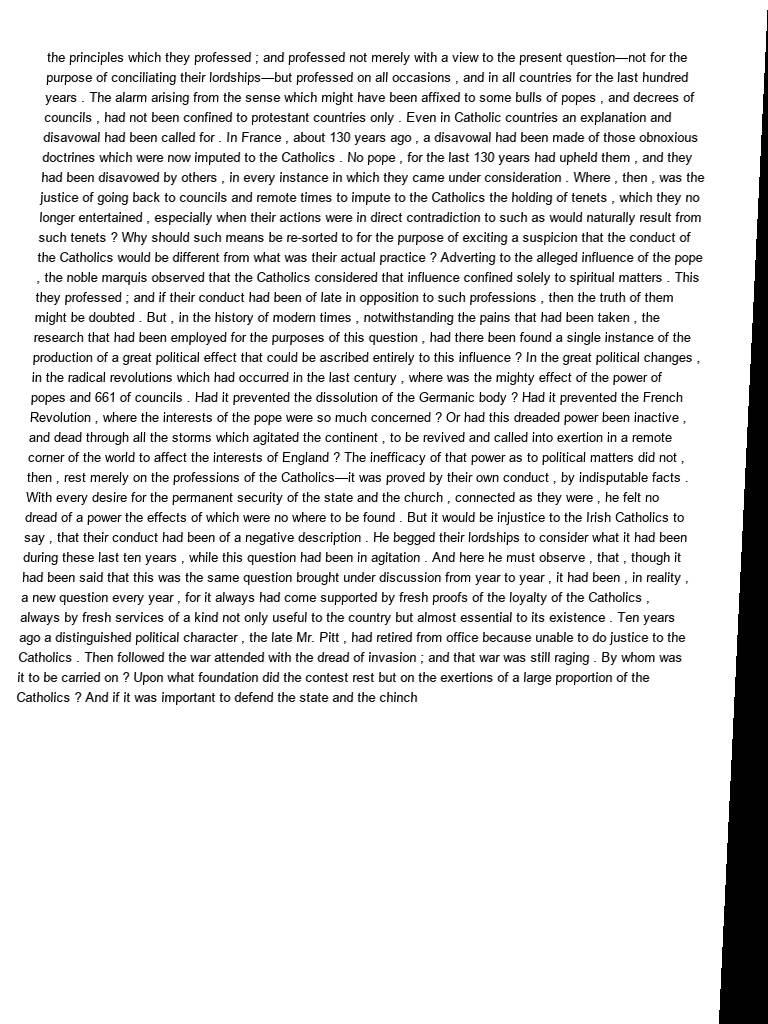 the principles which they professed ; and professed not merely with a view to the present question—not for the
purpose of conciliating their lordships—but professed on all occasions , and in all countries for the last hundred
years . The alarm arising from the sense which might have been affixed to some bulls of popes , and decrees of
councils , had not been confined to protestant countries only . Even in Catholic countries an explanation and
disavowal had been called for . In France , about 130 years ago , a disavowal had been made of those obnoxious
doctrines which were now imputed to the Catholics . No pope , for the last 130 years had upheld them , and they
had been disavowed by others , in every instance in which they came under consideration . Where , then , was the
justice of going back to councils and remote times to impute to the Catholics the holding of tenets , which they no
longer entertained , especially when their actions were in direct contradiction to such as would naturally result from
such tenets ? Why should such means be re-sorted to for the purpose of exciting a suspicion that the conduct of
the Catholics would be different from what was their actual practice ? Adverting to the alleged influence of the pope
, the noble marquis observed that the Catholics considered that influence confined solely to spiritual matters . This
they professed ; and if their conduct had been of late in opposition to such professions , then the truth of them
might be doubted . But , in the history of modern times , notwithstanding the pains that had been taken , the
research that had been employed for the purposes of this question , had there been found a single instance of the
production of a great political effect that could be ascribed entirely to this influence ? In the great political changes ,
in the radical revolutions which had occurred in the last century , where was the mighty effect of the power of
popes and 661 of councils . Had it prevented the dissolution of the Germanic body ? Had it prevented the French
Revolution , where the interests of the pope were so much concerned ? Or had this dreaded power been inactive ,
and dead through all the storms which agitated the continent , to be revived and called into exertion in a remote
corner of the world to affect the interests of England ? The inefficacy of that power as to political matters did not ,
then , rest merely on the professions of the Catholics—it was proved by their own conduct , by indisputable facts .
With every desire for the permanent security of the state and the church , connected as they were , he felt no
dread of a power the effects of which were no where to be found . But it would be injustice to the Irish Catholics to
say , that their conduct had been of a negative description . He begged their lordships to consider what it had been
during these last ten years , while this question had been in agitation . And here he must observe , that , though it
had been said that this was the same question brought under discussion from year to year , it had been , in reality ,
a new question every year , for it always had come supported by fresh proofs of the loyalty of the Catholics ,
always by fresh services of a kind not only useful to the country but almost essential to its existence . Ten years
ago a distinguished political character , the late Mr. Pitt , had retired from office because unable to do justice to the
Catholics . Then followed the war attended with the dread of invasion ; and that war was still raging . By whom was
it to be carried on ? Upon what foundation did the contest rest but on the exertions of a large proportion of the
Catholics ? And if it was important to defend the state and the chinch